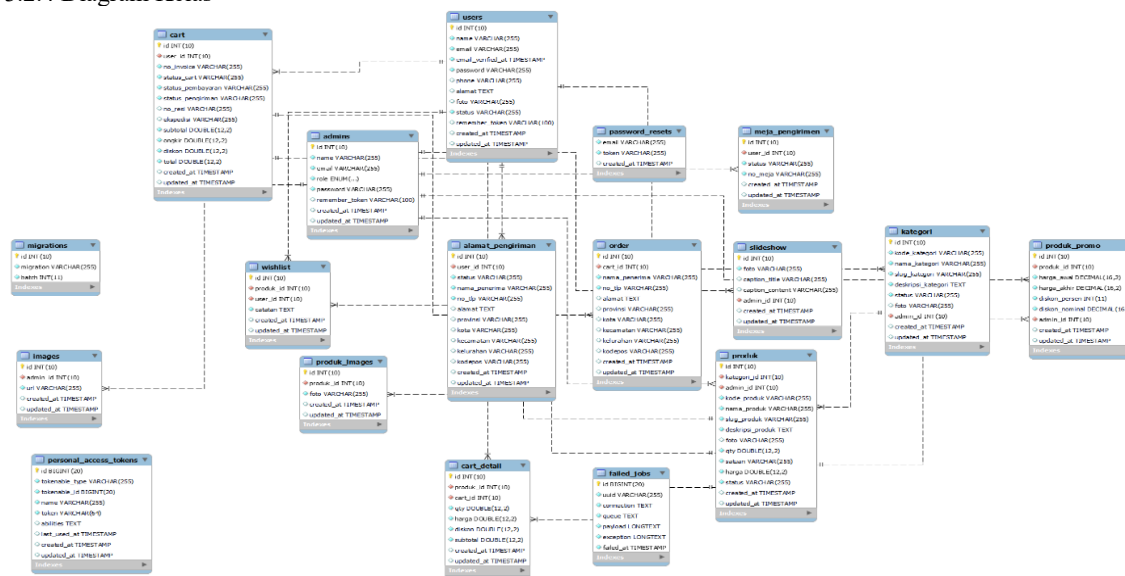 cart
id INT(10)
user_id INT(10)
no_invoice VARCHAR(255)
status_cart VARCHAR(255)
status_pembayaran VARCHAR(255)
status_pengiriman VARCHAR(255)
no_resi VARCHAR(255)
ekspedisi VARCHAR(255)
subtotal DOUBLE(12,2)
ongkir DOUBLE(12,2)
diskon DOUBLE(12,2)
total DOUBLE(12,2)
created_at TIMESTAMP
updated_at TIMESTAMP
Indexes
users
id INT(10)
name VARCHAR(255)
email VARCHAR(255)
email_verified_at TIMESTAMP
password VARCHAR(255)
phone VARCHAR(255)
alamat TEXT
foto VARCHAR(255)
status VARCHAR(255)
remember_token VARCHAR(100)
created_at TIMESTAMP
updated_at TIMESTAMP
Indexes
admins
id INT(10)
name VARCHAR(255)
email VARCHAR(255)
role ENUM(...)
password VARCHAR(255)
remember_token VARCHAR(100)
created_at TIMESTAMP
updated_at TIMESTAMP
password_resets
email VARCHAR(255)
token VARCHAR(255)
created_at TIMESTAMP
Indexes
meja_pengirimen
id INT(10)
user_id INT(10)
status VARCHAR(255)
no_meja VARCHAR(255)
created_at TIMESTAMP
updated_at TIMESTAMP
Indexes
migrations
id INT(10)
migration VARCHAR(255)
batch INT(11)
Indexes
wishlist
id INT(10)
produk_id INT(10)
user_id INT(10)
catatan TEXT
created_at TIMESTAMP
updated_at TIMESTAMP
Indexes
alamat_pengiriman
id INT(10)
user_id INT(10)
status VARCHAR(255)
nama_penerima VARCHAR(255)
no_tlp VARCHAR(255)
alamat TEXT
provinsi VARCHAR(255)
kota VARCHAR(255)
kecamatan VARCHAR(255)
kelurahan VARCHAR(255)
kodepos VARCHAR(255)
created_at TIMESTAMP
updated_at TIMESTAMP
Indexes
order
id INT(10)
cart_id INT(10)
nama_penerima VARCHAR(255)
no_tlp VARCHAR(255)
alamat TEXT
provinsi VARCHAR(255)
kota VARCHAR(255)
kecamatan VARCHAR(255)
kelurahan VARCHAR(255)
kodepos VARCHAR(255)
created_at TIMESTAMP
updated_at TIMESTAMP
Indexes
slideshow
id INT(10)
foto VARCHAR(255)
caption_title VARCHAR(255)
caption_content VARCHAR(255)
admin_id INT(10)
created_at TIMESTAMP
updated_at TIMESTAMP
Indexes
kategori
id INT(10)
kode_kategori VARCHAR(255)
nama_kategori VARCHAR(255)
slug_kategori VARCHAR(255)
deskripsi_kategori TEXT
status VARCHAR(255)
foto VARCHAR(255)
admin_id INT(10)
created_at TIMESTAMP
updated_at TIMESTAMP
Indexes
produk_promo
id INT(10)
produk_id INT(10)
harga_awal DECIMAL(16,2)
harga_akhir DECIMAL(16,2)
diskon_persen INT(11)
diskon_nominal DECIMAL(16
admin_id INT(10)
created_at TIMESTAMP
updated_at TIMESTAMP
Indexes
images
id INT(10)
admin_id INT(10)
url VARCHAR(255)
created_at TIMESTAMP
updated_at TIMESTAMP
Indexes
produk_images
id INT(10)
produk_id INT(10)
foto VARCHAR(255)
created_at TIMESTAMP
updated_at TIMESTAMP
Indexes
produk
id INT(10)
kategori_id INT(10)
admin_id INT(10)
kode_produk VARCHAR(255)
nama_produk VARCHAR(255)
slug_produk VARCHAR(255)
deskripsi_produk TEXT
foto VARCHAR(255)
qty DOUBLE(12,2)
satuan VARCHAR(255)
harga DOUBLE(12,2)
status VARCHAR(255)
created_at TIMESTAMP
updated_at TIMESTAMP
Indexes
personal_access_tokens
id BIGINT(20)
tokenable_type VARCHAR(255)
tokenable_id BIGINT(20)
name VARCHAR(255)
token VARCHAR(64)
abilities TEXT
last_used_at TIMESTAMP
created_at TIMESTAMP
updated_at TIMESTAMP
Indexes
cart_detail
id INT(10)
produk_id INT(10)
cart_id INT(10)
qty DOUBLE(12,2)
harga DOUBLE(12,2)
diskon DOUBLE(12,2)
subtotal DOUBLE(12,2)
created_at TIMESTAMP
updated_at TIMESTAMP
Indexes
failed_jobs
id BIGINT(20)
uuid VARCHAR(255)
connection TEXT
queue TEXT
payload LONGTEXT
exception LONGTEXT
failed_at TIMESTAMP
Indexes